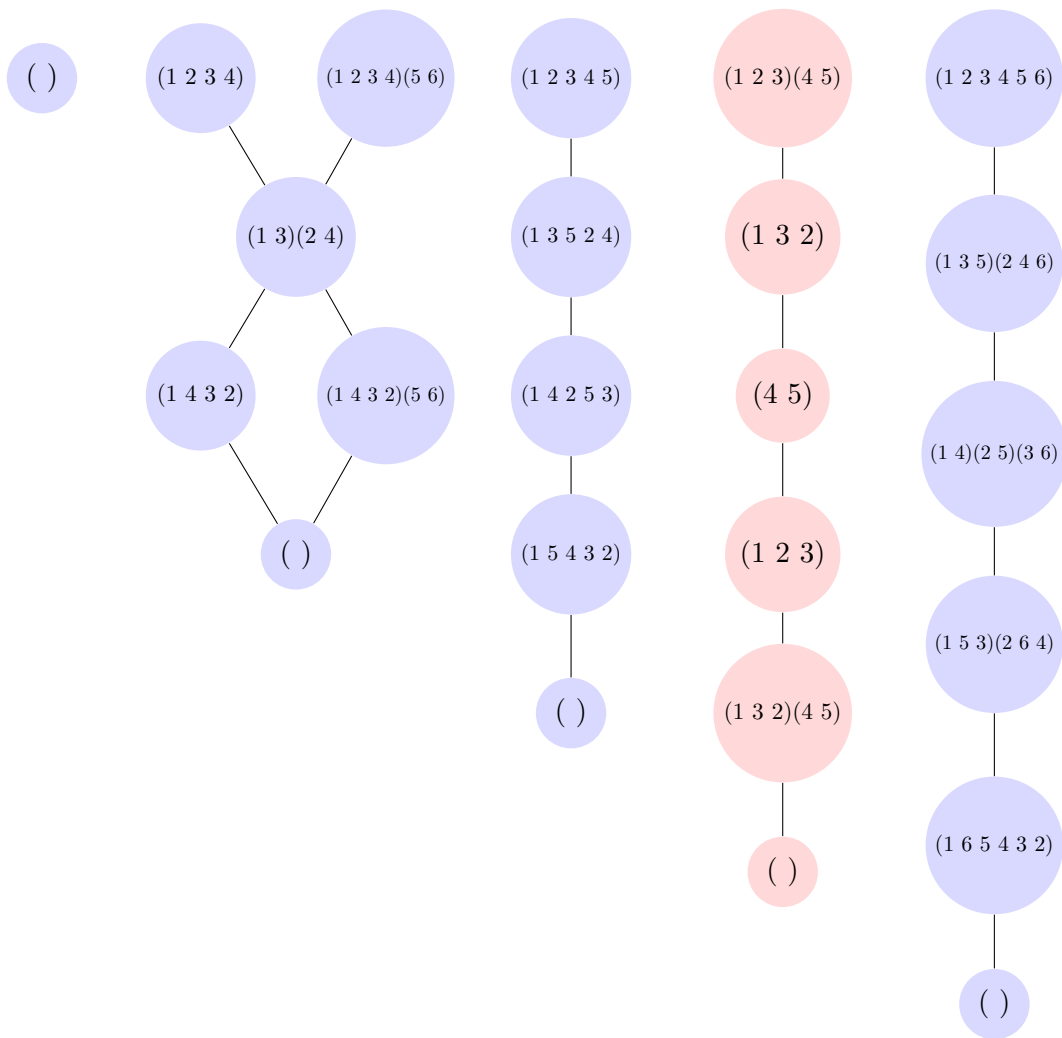 ( )
(1 2 3 4)
(1 2 3 4)(5 6)
(1 3)(2 4)
(1 4 3 2)
(1 4 3 2)(5 6)
( )
(1 2 3 4 5)
(1 3 5 2 4)
(1 4 2 5 3)
(1 5 4 3 2)
( )
(1 2 3)(4 5)
(1 3 2)
(4 5)
(1 2 3)
(1 3 2)(4 5)
( )
(1 2 3 4 5 6)
(1 3 5)(2 4 6)
(1 4)(2 5)(3 6)
(1 5 3)(2 6 4)
(1 6 5 4 3 2)
( )